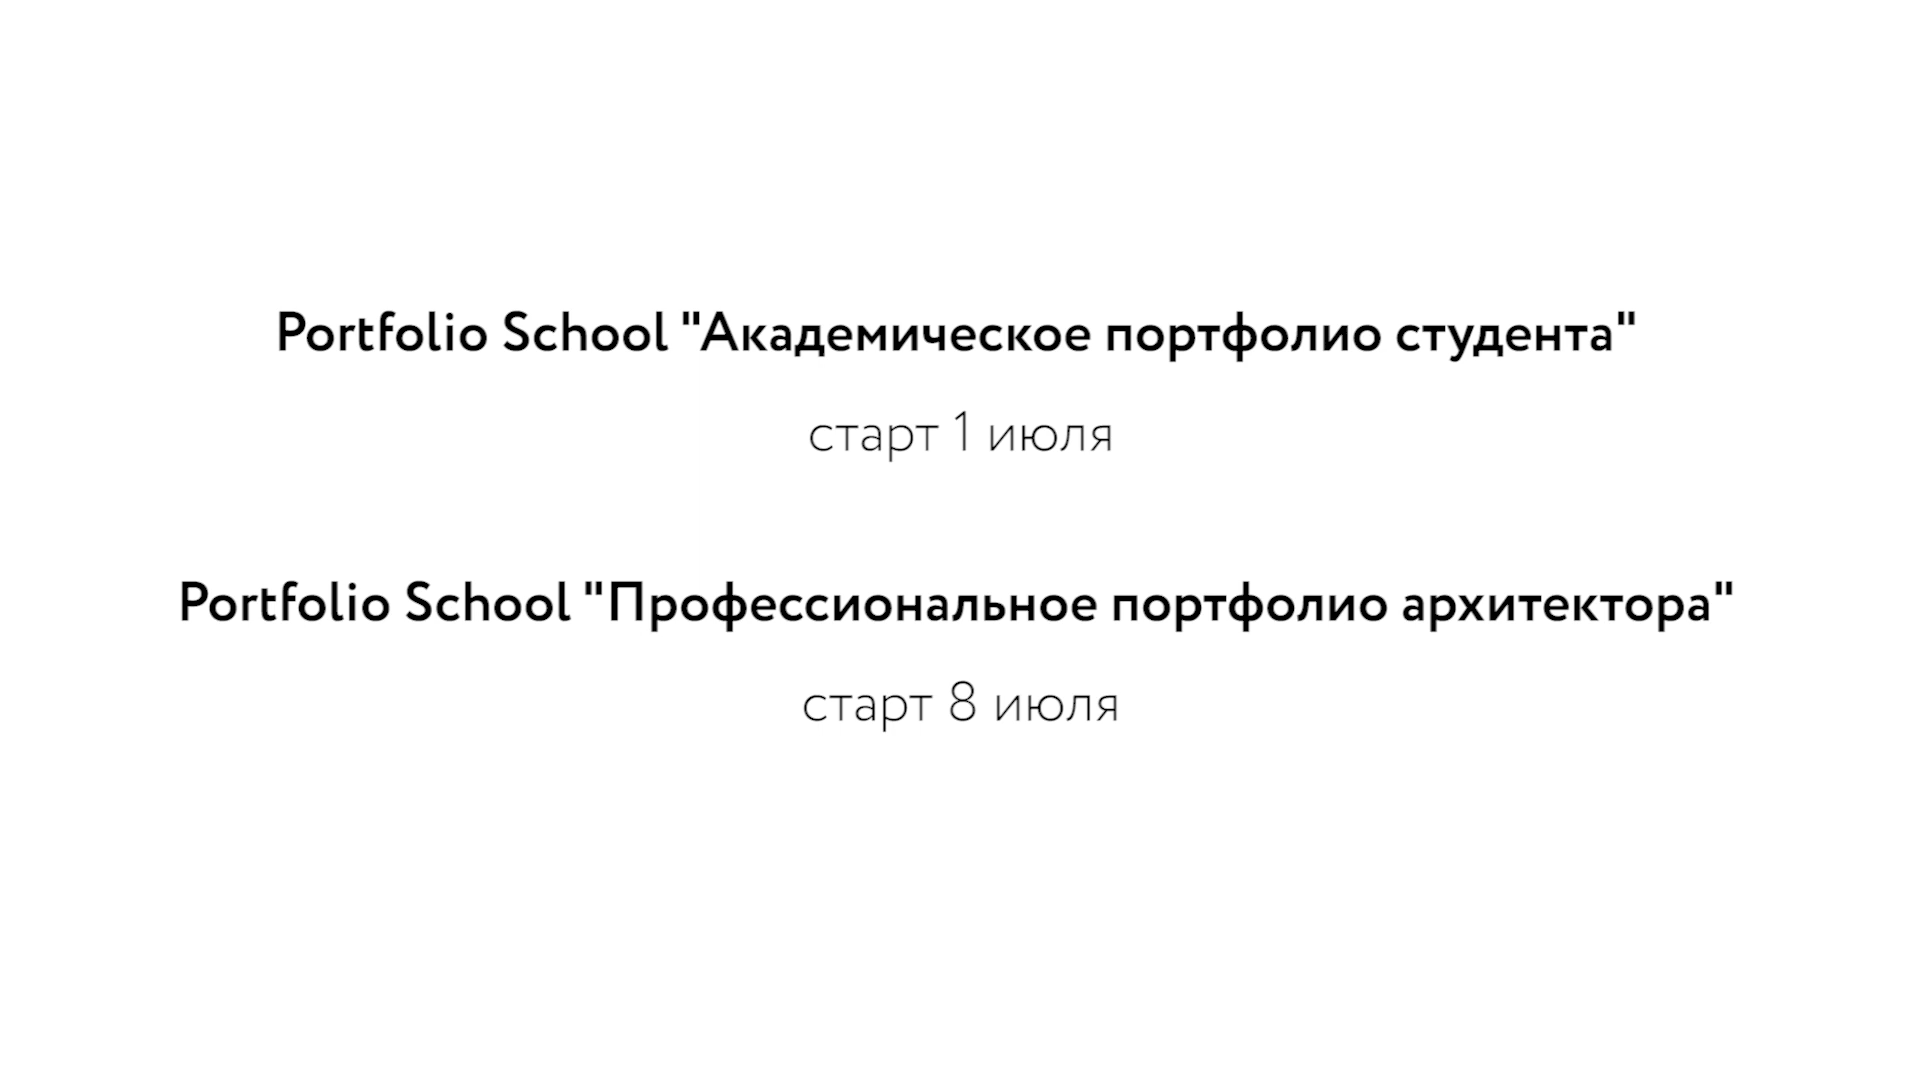 Portfolio School "Академическое портфолио студента"
старт 1 июля
Portfolio School "Профессиональное портфолио архитектора"
старт 8 июля